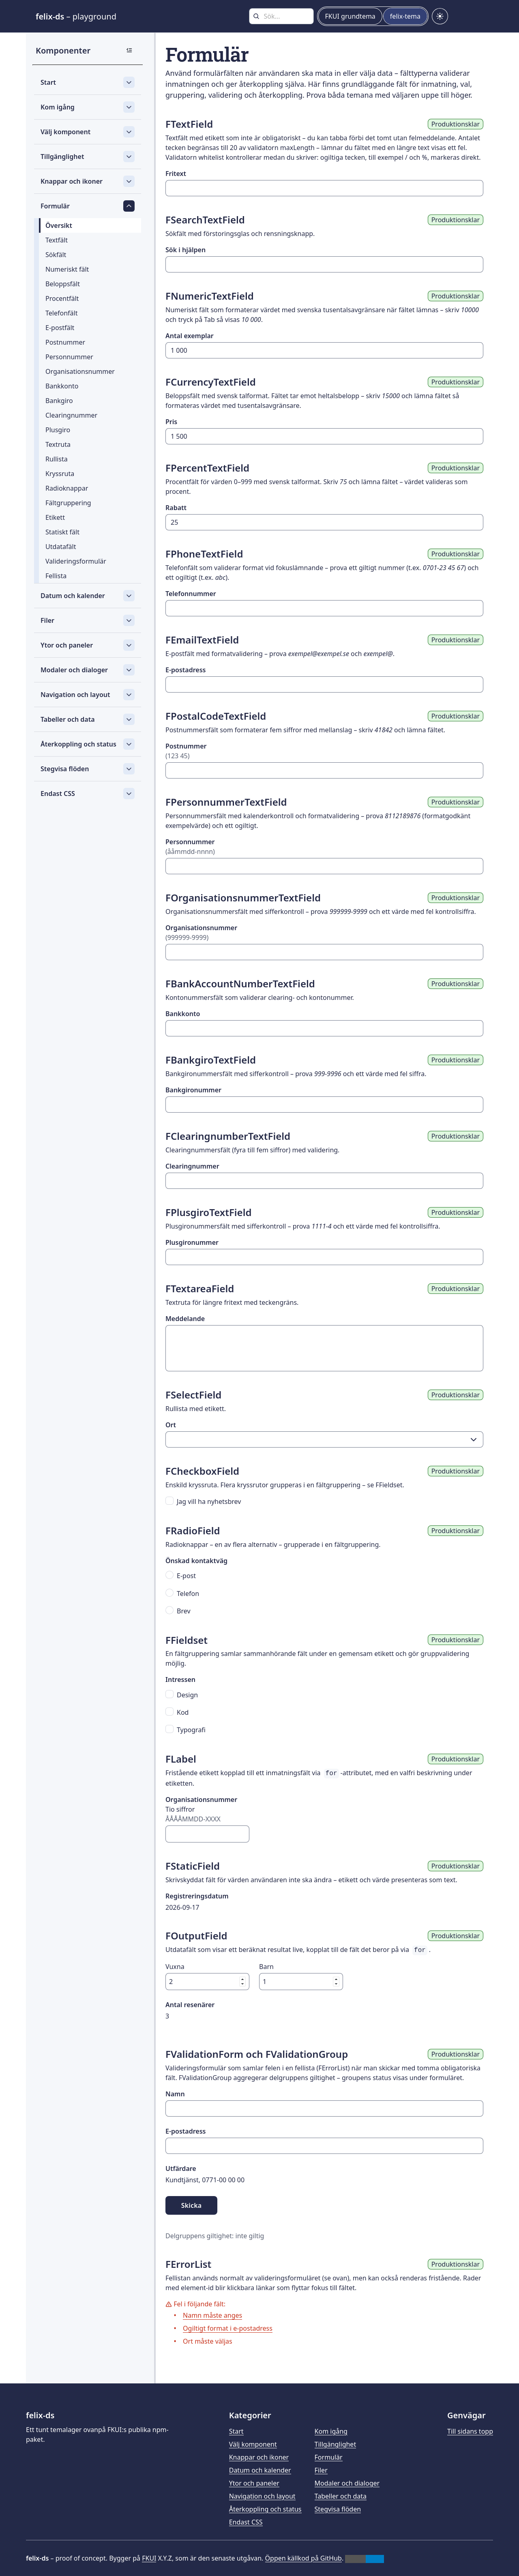 felix-ds – playground
Sök...
FKUI grundtema
felix-tema
Komponenter
Start
Kom igång
Välj komponent
Tillgänglighet
Knappar och ikoner
Formulär
Översikt
Textfält
Sökfält
Numeriskt fält
Beloppsfält
Procentfält
Telefonfält
E-postfält
Postnummer
Personnummer
Organisationsnummer
Bankkonto
Bankgiro
Clearingnummer
Plusgiro
Textruta
Rullista
Kryssruta
Radioknappar
Fältgruppering
Etikett
Statiskt fält
Utdatafält
Valideringsformulär
Fellista
Datum och kalender
Filer
Ytor och paneler
Modaler och dialoger
Navigation och layout
Tabeller och data
Återkoppling och status
Stegvisa flöden
Endast CSS
Formulär
Använd formulärfälten när användaren ska mata in eller välja data – fälttyperna validerar
inmatningen och ger återkoppling själva. Här finns grundläggande fält för inmatning, val,
gruppering, validering och återkoppling. Prova båda temana med väljaren uppe till höger.
FTextField
Produktionsklar
Textfält med etikett som inte är obligatoriskt – du kan tabba förbi det tomt utan felmeddelande. Antalet
tecken begränsas till 20 av validatorn maxLength – lämnar du fältet med en längre text visas ett fel.
Validatorn whitelist kontrollerar medan du skriver: ogiltiga tecken, till exempel / och %, markeras direkt.
Fritext
FSearchTextField
Produktionsklar
Sökfält med förstoringsglas och rensningsknapp.
Sök i hjälpen
FNumericTextField
Produktionsklar
Numeriskt fält som formaterar värdet med svenska tusentalsavgränsare när fältet lämnas – skriv 10000
och tryck på Tab så visas 10 000.
Antal exemplar
1 000
FCurrencyTextField
Produktionsklar
Beloppsfält med svensk talformat. Fältet tar emot heltalsbelopp – skriv 15000 och lämna fältet så
formateras värdet med tusentalsavgränsare.
Pris
1 500
FPercentTextField
Produktionsklar
Procentfält för värden 0–999 med svensk talformat. Skriv 75 och lämna fältet – värdet valideras som
procent.
Rabatt
25
FPhoneTextField
Produktionsklar
Telefonfält som validerar format vid fokuslämnande – prova ett giltigt nummer (t.ex. 0701-23 45 67) och
ett ogiltigt (t.ex. abc).
Telefonnummer
FEmailTextField
Produktionsklar
E-postfält med formatvalidering – prova exempel@exempel.se och exempel@.
E-postadress
FPostalCodeTextField
Produktionsklar
Postnummersfält som formaterar fem siffror med mellanslag – skriv 41842 och lämna fältet.
Postnummer
(123 45)
FPersonnummerTextField
Produktionsklar
Personnummersfält med kalenderkontroll och formatvalidering – prova 8112189876 (formatgodkänt
exempelvärde) och ett ogiltigt.
Personnummer
(ååmmdd-nnnn)
FOrganisationsnummerTextField
Produktionsklar
Organisationsnummersfält med sifferkontroll – prova 999999-9999 och ett värde med fel kontrollsiffra.
Organisationsnummer
(999999-9999)
FBankAccountNumberTextField
Produktionsklar
Kontonummersfält som validerar clearing- och kontonummer.
Bankkonto
FBankgiroTextField
Produktionsklar
Bankgironummersfält med sifferkontroll – prova 999-9996 och ett värde med fel siffra.
Bankgironummer
FClearingnumberTextField
Produktionsklar
Clearingnummersfält (fyra till fem siffror) med validering.
Clearingnummer
FPlusgiroTextField
Produktionsklar
Plusgironummersfält med sifferkontroll – prova 1111-4 och ett värde med fel kontrollsiffra.
Plusgironummer
FTextareaField
Produktionsklar
Textruta för längre fritext med teckengräns.
Meddelande
FSelectField
Produktionsklar
Rullista med etikett.
Ort
FCheckboxField
Produktionsklar
Enskild kryssruta. Flera kryssrutor grupperas i en fältgruppering – se FFieldset.
Jag vill ha nyhetsbrev
FRadioField
Produktionsklar
Radioknappar – en av flera alternativ – grupperade i en fältgruppering.
Önskad kontaktväg
E-post
Telefon
Brev
FFieldset
Produktionsklar
En fältgruppering samlar sammanhörande fält under en gemensam etikett och gör gruppvalidering
möjlig.
Intressen
Design
Kod
Typografi
FLabel
Produktionsklar
Fristående etikett kopplad till ett inmatningsfält via for -attributet, med en valfri beskrivning under
etiketten.
Organisationsnummer
Tio siffror
ÅÅÅÅMMDD-XXXX
FStaticField
Produktionsklar
Skrivskyddat fält för värden användaren inte ska ändra – etikett och värde presenteras som text.
Registreringsdatum
2026-09-17
FOutputField
Produktionsklar
Utdatafält som visar ett beräknat resultat live, kopplat till de fält det beror på via for .
Vuxna
Barn
2
1
Antal resenärer
3
FValidationForm och FValidationGroup
Produktionsklar
Valideringsformulär som samlar felen i en fellista (FErrorList) när man skickar med tomma obligatoriska
fält. FValidationGroup aggregerar delgruppens giltighet – groupens status visas under formuläret.
Namn
E-postadress
Utfärdare
Kundtjänst, 0771-00 00 00
Skicka
Delgruppens giltighet: inte giltig
FErrorList
Produktionsklar
Fellistan används normalt av valideringsformuläret (se ovan), men kan också renderas fristående. Rader
med element-id blir klickbara länkar som flyttar fokus till fältet.
Fel i följande fält:
• Namn måste anges
• Ogiltigt format i e-postadress
• Ort måste väljas
felix-ds
Ett tunt temalager ovanpå FKUI:s publika npm-
paket.
Kategorier
Start
Kom igång
Välj komponent
Tillgänglighet
Knappar och ikoner
Formulär
Datum och kalender
Filer
Ytor och paneler
Modaler och dialoger
Navigation och layout
Tabeller och data
Återkoppling och status
Stegvisa flöden
Endast CSS
Genvägar
Till sidans topp
felix-ds – proof of concept. Bygger på FKUI X.Y.Z, som är den senaste utgåvan. Öppen källkod på GitHub.